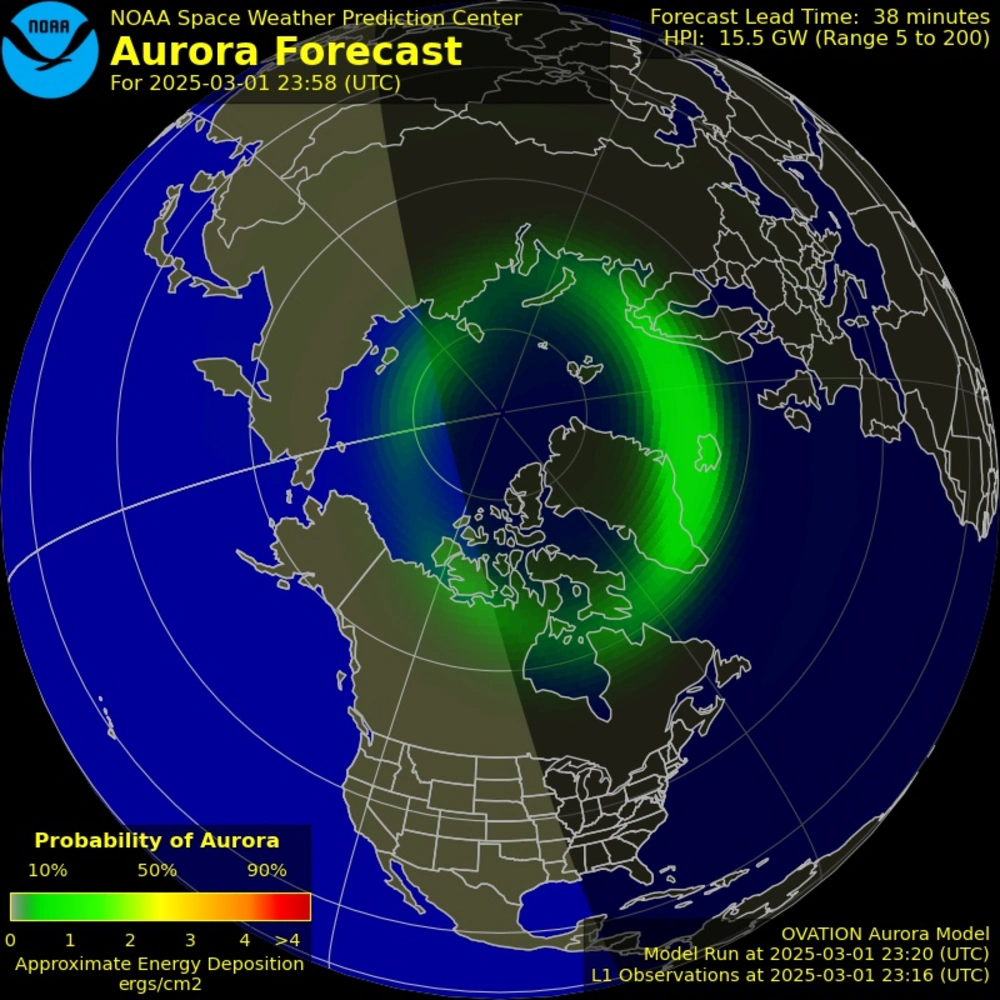 NOAA
NOAA Space Weather Prediction Center
Aurora Forecast
For 2025-03-01 23:58 (UTC)
Forecast Lead Time: 38 minutes
HPI: 15.5 GW (Range 5 to 200)
Probability of Aurora
10% 50% 90%
0 1 2 3 4 >4
Approximate Energy Deposition
ergs/cm2
OVATION Aurora Model
Model Run at 2025-03-01 23:20 (UTC)
L1 Observations at 2025-03-01 23:16 (UTC)